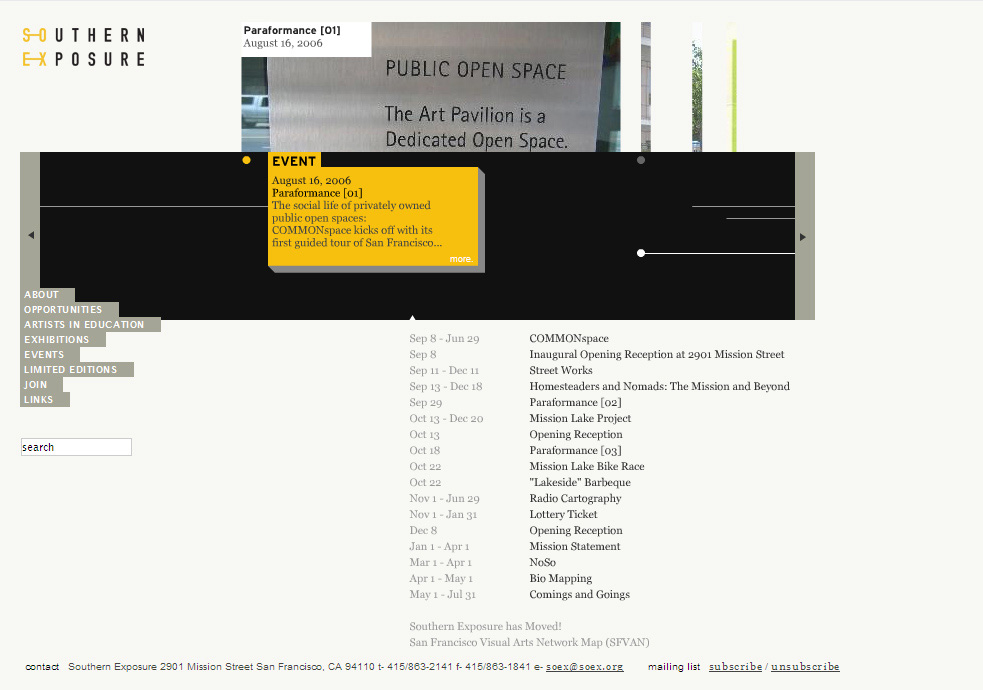 SOUTHERN
EXPOSURE
Paraformance [01]
August 16, 2006
PUBLIC OPEN SPACE
The Art Pavilion is a
Dedicated Open Space.
EVENT
August 16, 2006
Paraformance [01]
The social life of privately owned
public open spaces:
COMMONspace kicks off with its
first guided tour of San Francisco...
more.
ABOUT
OPPORTUNITIES
ARTISTS IN EDUCATION
EXHIBITIONS
EVENTS
LIMITED EDITIONS
JOIN
LINKS
search
Sep 8 - Jun 29 COMMONspace
Sep 8 Inaugural Opening Reception at 2901 Mission Street
Sep 11 - Dec 11 Street Works
Sep 13 - Dec 18 Homesteaders and Nomads: The Mission and Beyond
Sep 29 Paraformance [02]
Oct 13 - Dec 20 Mission Lake Project
Oct 13 Opening Reception
Oct 18 Paraformance [03]
Oct 22 Mission Lake Bike Race
Oct 22 "Lakeside" Barbeque
Nov 1 - Jun 29 Radio Cartography
Nov 1 - Jan 31 Lottery Ticket
Dec 8 Opening Reception
Jan 1 - Apr 1 Mission Statement
Mar 1 - Apr 1 NoSo
Apr 1 - May 1 Bio Mapping
May 1 - Jul 31 Comings and Goings
Southern Exposure has Moved!
San Francisco Visual Arts Network Map (SFVAN)
contact Southern Exposure 2901 Mission Street San Francisco, CA 94110 t- 415/863-2141 f- 415/863-1841 e- soex@soex.org mailing list subscribe / unsubscribe